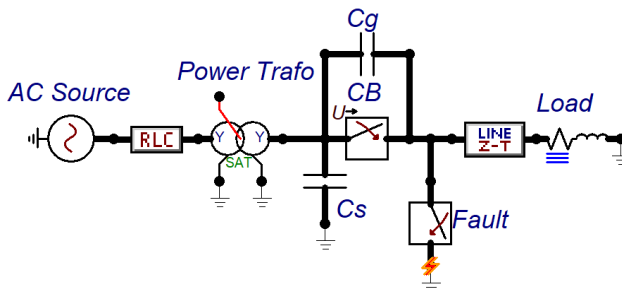 Cg
Power Trafo
CB
AC Source
U
Load
RLC
Y Y
SAT
LINE
Z-T
Cs
Fault